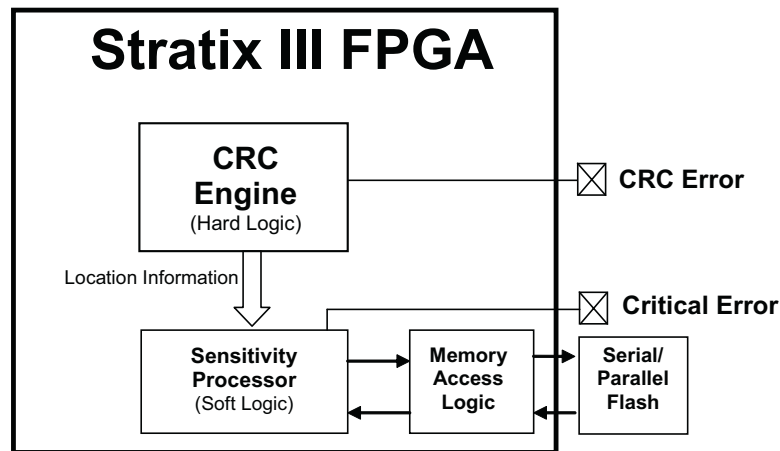 Stratix III FPGA
CRC
Engine
(Hard Logic)
CRC Error
Location Information
Critical Error
Sensitivity
Processor
(Soft Logic)
Memory
Access
Logic
Serial/
Parallel
Flash